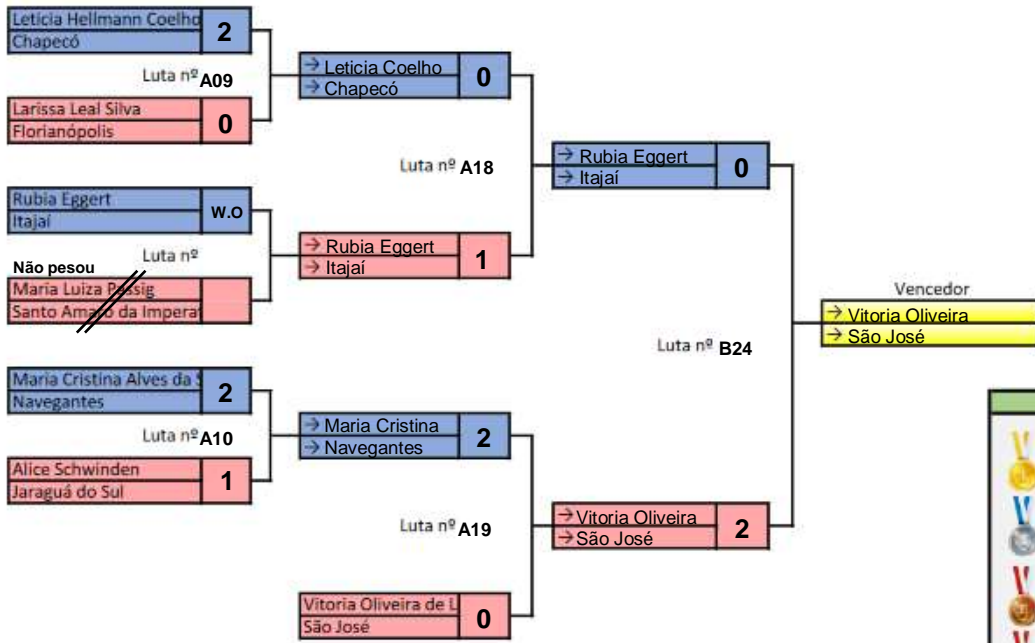 Leticia Hellmann Coelho
Chapecó
2
Luta nº A09
Larissa Leal Silva
Florianópolis
0
Rubia Eggert
Itajaí
W.O
Luta nº
Não pesou
Maria Luiza Passig
Santo Amaro da Impera
Maria Cristina Alves da S
Navegantes
2
Luta nº A10
Alice Schwinden
Jaraguá do Sul
1
→ Leticia Coelho
→ Chapecó
0
Luta nº A18
→ Rubia Eggert
→ Itajaí
1
→ Maria Cristina
→ Navegantes
2
Luta nº A19
Vitoria Oliveira de L
São José
0
→ Rubia Eggert
→ Itajaí
0
Luta nº B24
→ Vitoria Oliveira
→ São José
2
Vencedor
→ Vitoria Oliveira
→ São José